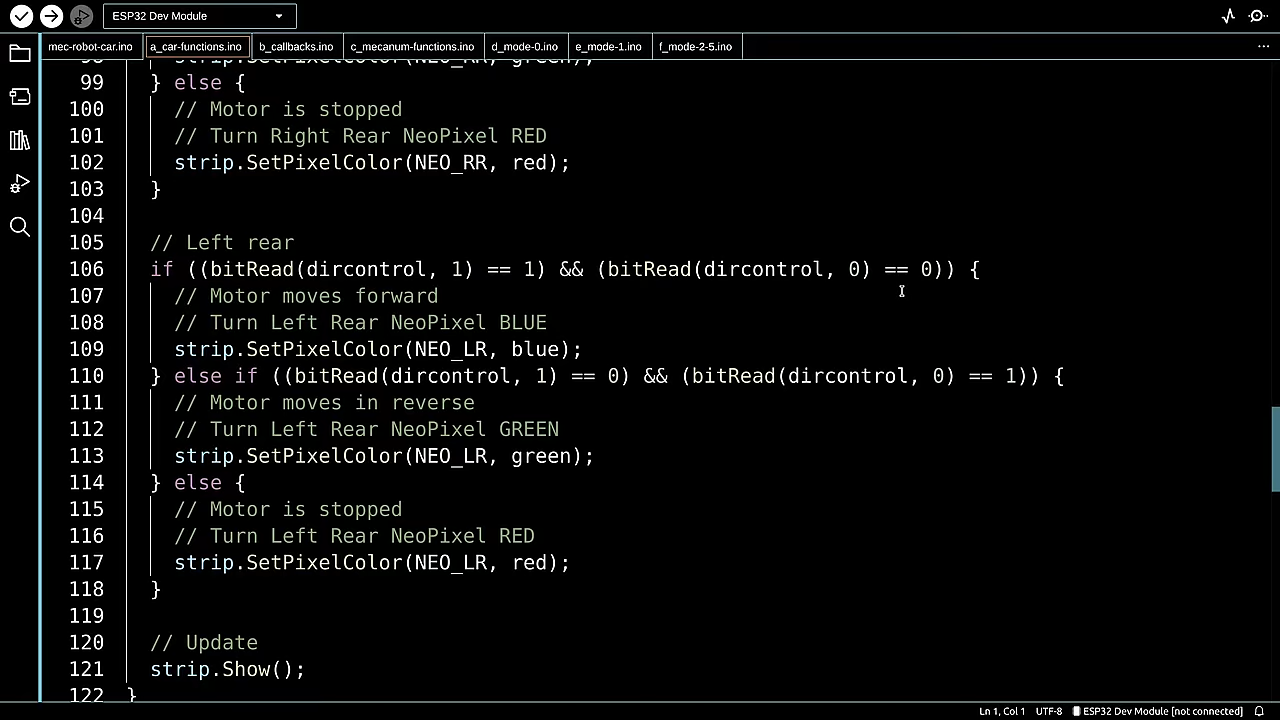 ESP32 Dev Module
mec-robot-car.ino a_car-functions.ino b_callbacks.ino c_mecanum-functions.ino d_mode-0.ino e_mode-1.ino f_mode-2-5.ino
98 strip.SetPixelColor(NEO_RR, green);
99 } else {
100 // Motor is stopped
101 // Turn Right Rear NeoPixel RED
102 strip.SetPixelColor(NEO_RR, red);
103 }
104
105 // Left rear
106 if ((bitRead(dircontrol, 1) == 1) && (bitRead(dircontrol, 0) == 0)) {
107 // Motor moves forward
108 // Turn Left Rear NeoPixel BLUE
109 strip.SetPixelColor(NEO_LR, blue);
110 } else if ((bitRead(dircontrol, 1) == 0) && (bitRead(dircontrol, 0) == 1)) {
111 // Motor moves in reverse
112 // Turn Left Rear NeoPixel GREEN
113 strip.SetPixelColor(NEO_LR, green);
114 } else {
115 // Motor is stopped
116 // Turn Left Rear NeoPixel RED
117 strip.SetPixelColor(NEO_LR, red);
118 }
119
120 // Update
121 strip.Show();
122 }
Ln 1, Col 1 UTF-8 ESP32 Dev Module [not connected]